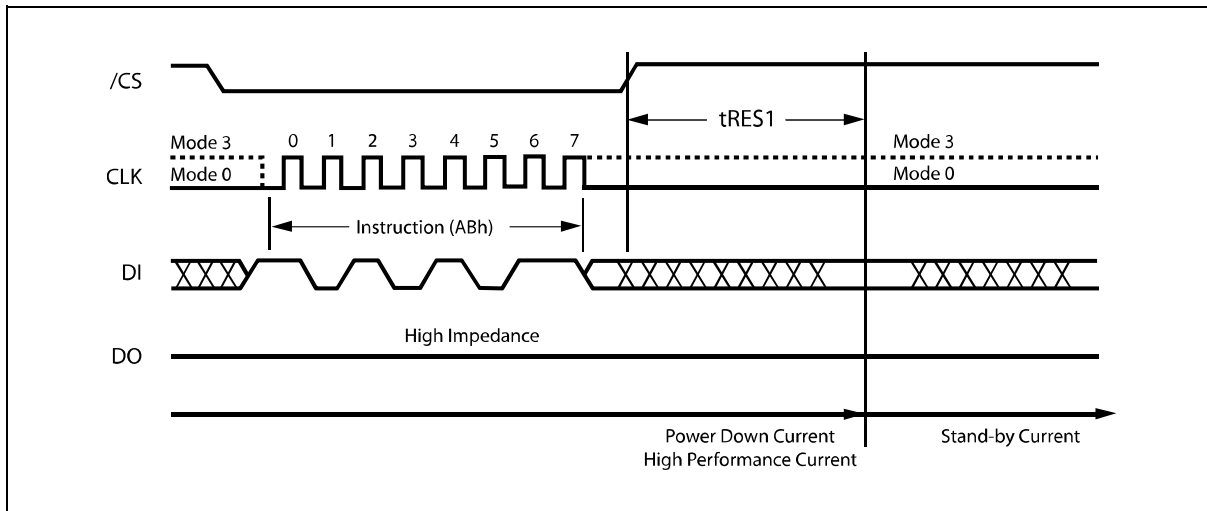 /CS
tRES1
Mode 3 0 1 2 3 4 5 6 7 Mode 3
CLK
Mode 0 Mode 0
Instruction (ABh)
DI
High Impedance
DO
Power Down Current Stand-by Current
High Performance Current